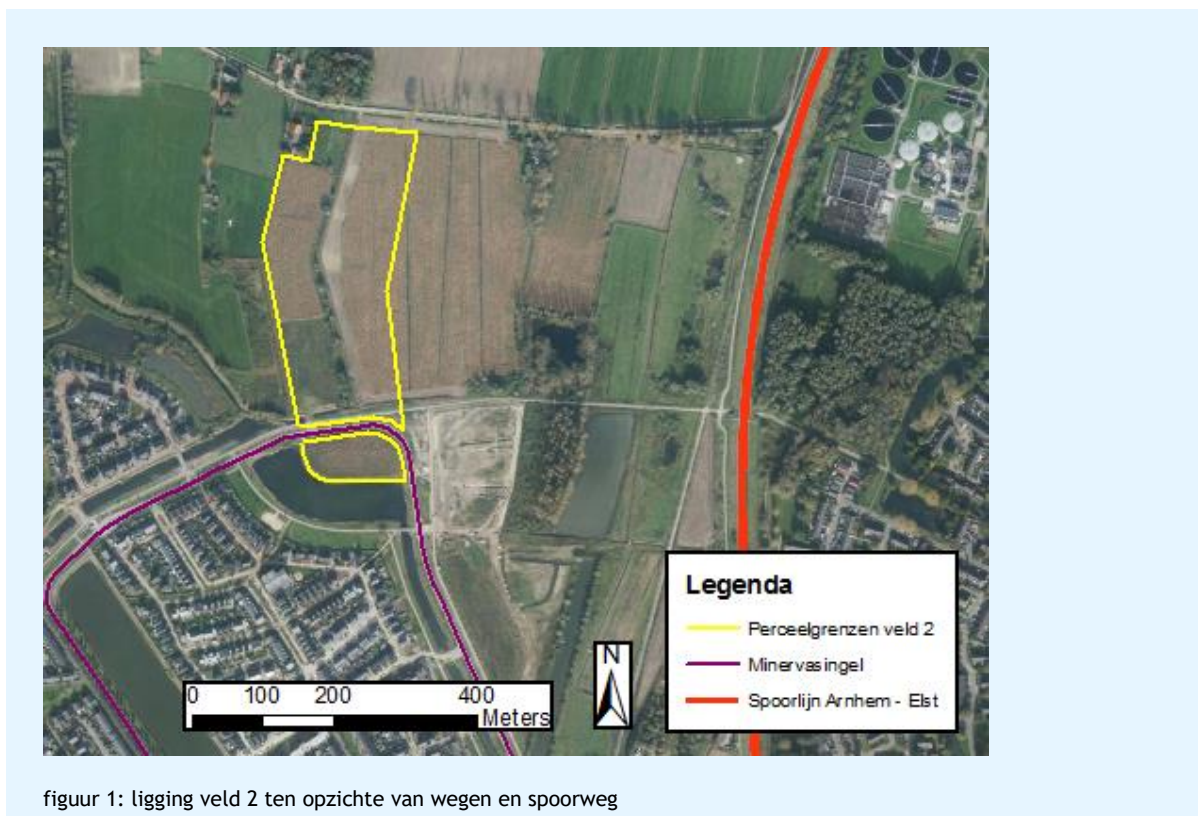 Legenda
Perceelgrenzen veld 2
Minervasingel
Spoorlijn Arnhem - Elst
N
0 100 200 400
Meters
figuur 1: ligging veld 2 ten opzichte van wegen en spoorweg